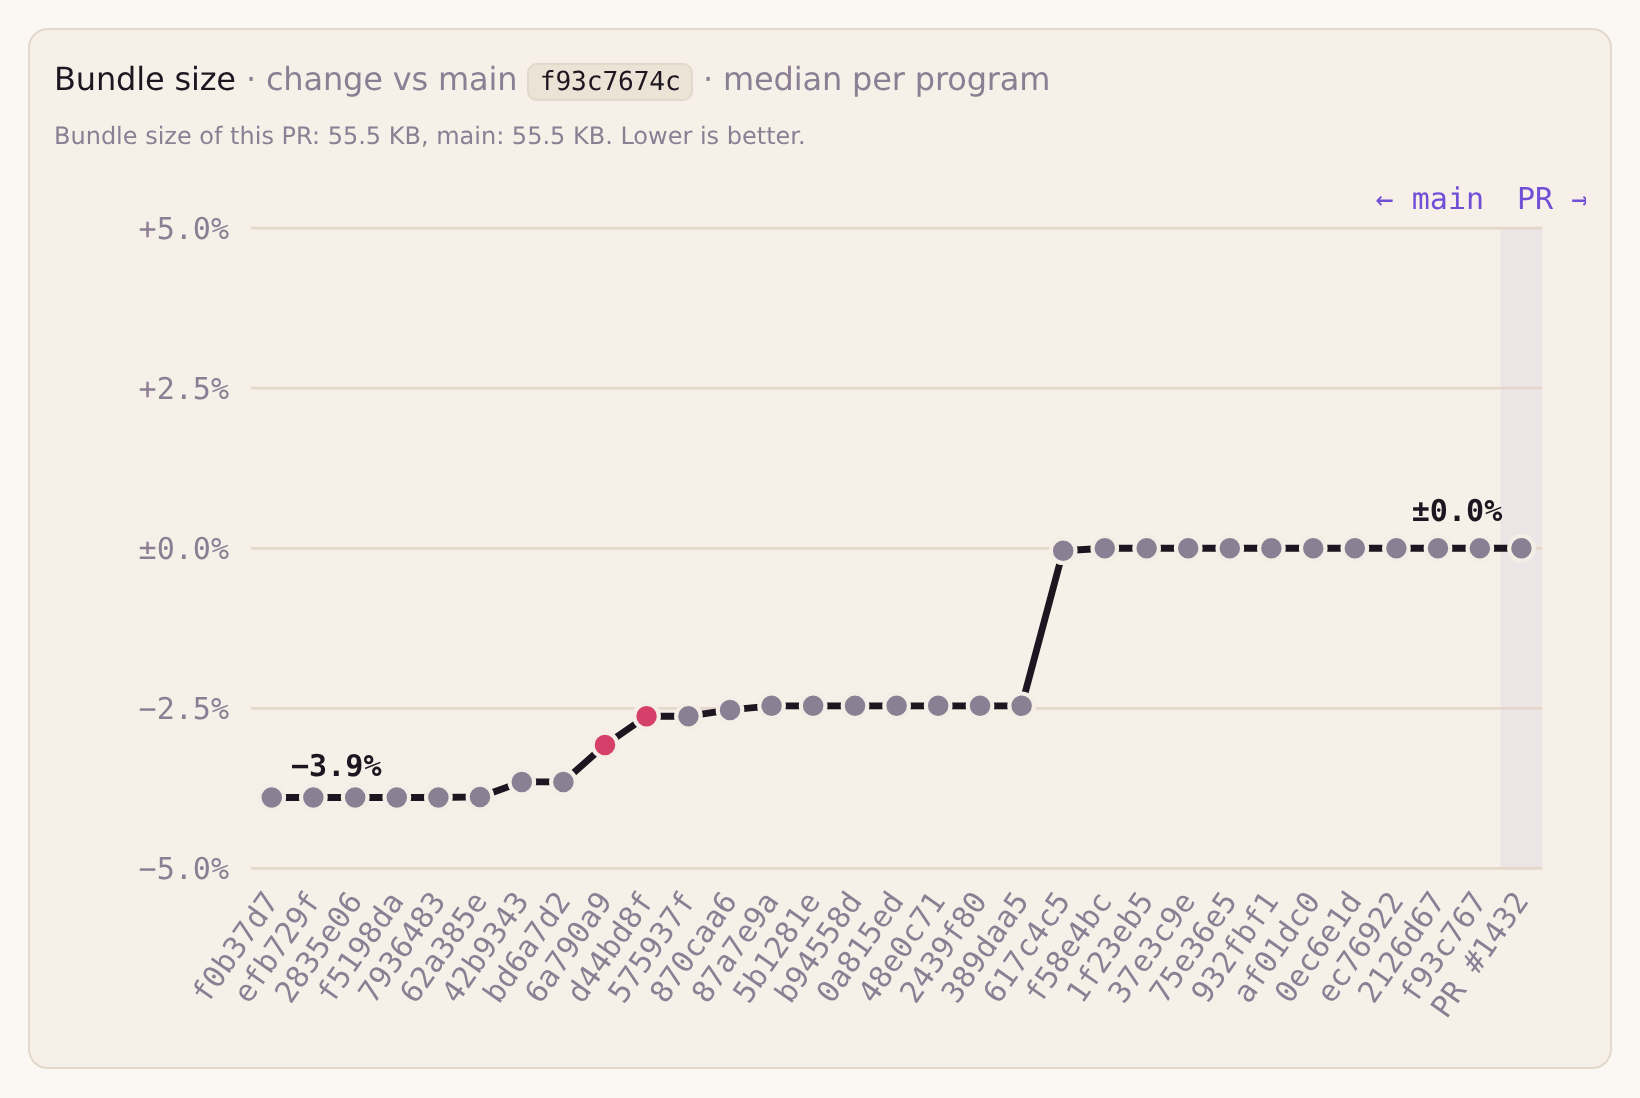 Bundle size · change vs main f93c7674c · median per program
Bundle size of this PR: 55.5 KB, main: 55.5 KB. Lower is better.
← main PR →
+5.0%
+2.5%
±0.0%
−2.5%
−5.0%
−3.9%
±0.0%
f0b37d7
efb729f
2835e06
f5198da
7936483
62a385e
42b9343
bd6a7d2
6a790a9
d44bd8f
575937f
870caa6
87a7e9a
5b1281e
b94558d
0a815ed
48e0c71
2439f80
389daa5
617c4c5
f58e4bc
1f23eb5
37e3c9e
75e36e5
932fbf1
af01dc0
0ec6e1d
ec76922
2126d67
f93c767
PR #1432